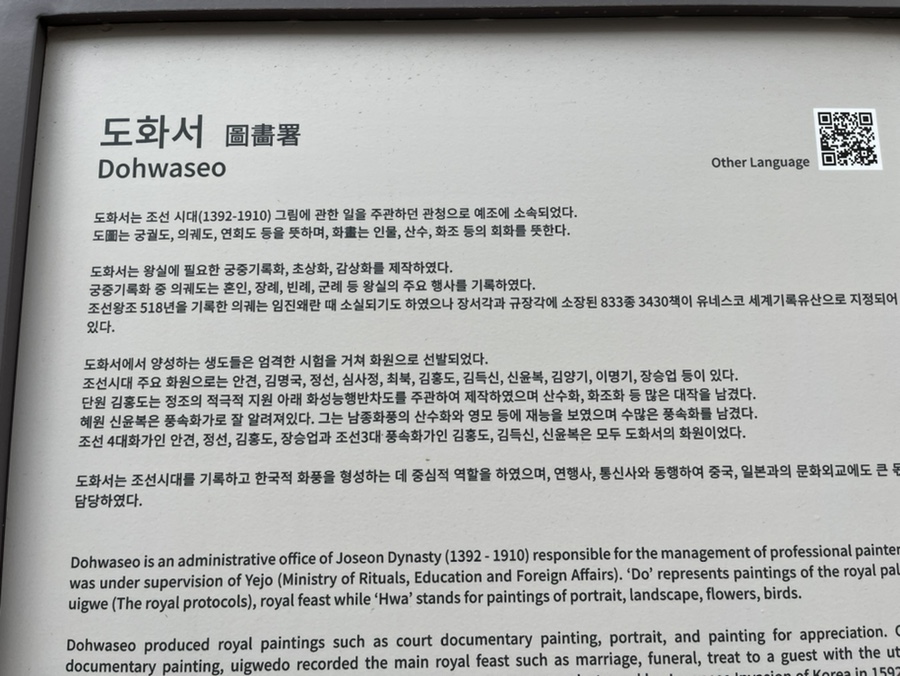 도화서 圖畫署
Dohwaseo
Other Language
도화서는 조선 시대(1392-1910) 그림에 관한 일을 주관하던 관청으로 예조에 소속되었다.
도圖는 궁궐도, 의궤도, 연회도 등을 뜻하며, 화畫는 인물, 산수, 화조 등의 회화를 뜻한다.
도화서는 왕실에 필요한 궁중기록화, 초상화, 감상화를 제작하였다.
궁중기록화 중 의궤도는 혼인, 장례, 빈례, 군례 등 왕실의 주요 행사를 기록하였다.
조선왕조 518년을 기록한 의궤는 임진왜란 때 소실되기도 하였으나 장서각과 규장각에 소장된 833종 3430책이 유네스코 세계기록유산으로 지정되어
있다.
도화서에서 양성하는 생도들은 엄격한 시험을 거쳐 화원으로 선발되었다.
조선시대 주요 화원으로는 안견, 김명국, 정선, 심사정, 최북, 김홍도, 김득신, 신윤복, 김양기, 이명기, 장승업 등이 있다.
단원 김홍도는 정조의 적극적 지원 아래 화성능행반차도를 주관하여 제작하였으며 산수화, 화조화 등 많은 대작을 남겼다.
혜원 신윤복은 풍속화가로 잘 알려져있다. 그는 남종화풍의 산수화와 영모 등에 재능을 보였으며 수많은 풍속화를 남겼다.
조선 4대화가인 안견, 정선, 김홍도, 장승업과 조선3대 풍속화가인 김홍도, 김득신, 신윤복은 모두 도화서의 화원이었다.
도화서는 조선시대를 기록하고 한국적 화풍을 형성하는 데 중심적 역할을 하였으며, 연행사, 통신사와 동행하여 중국, 일본과의 문화외교에도 큰
담당하였다.
Dohwaseo is an administrative office of Joseon Dynasty (1392 - 1910) responsible for the management of professional painter
was under supervision of Yejo (Ministry of Rituals, Education and Foreign Affairs). ‘Do’ represents paintings of the royal pal
uigwe (The royal protocols), royal feast while ‘Hwa’ stands for paintings of portrait, landscape, flowers, birds.
Dohwaseo produced royal paintings such as court documentary painting, portrait, and painting for appreciation.
documentary painting, uigwedo recorded the main royal feast such as marriage, funeral, treat to a guest with the ut
Invasion of Korea in 1592